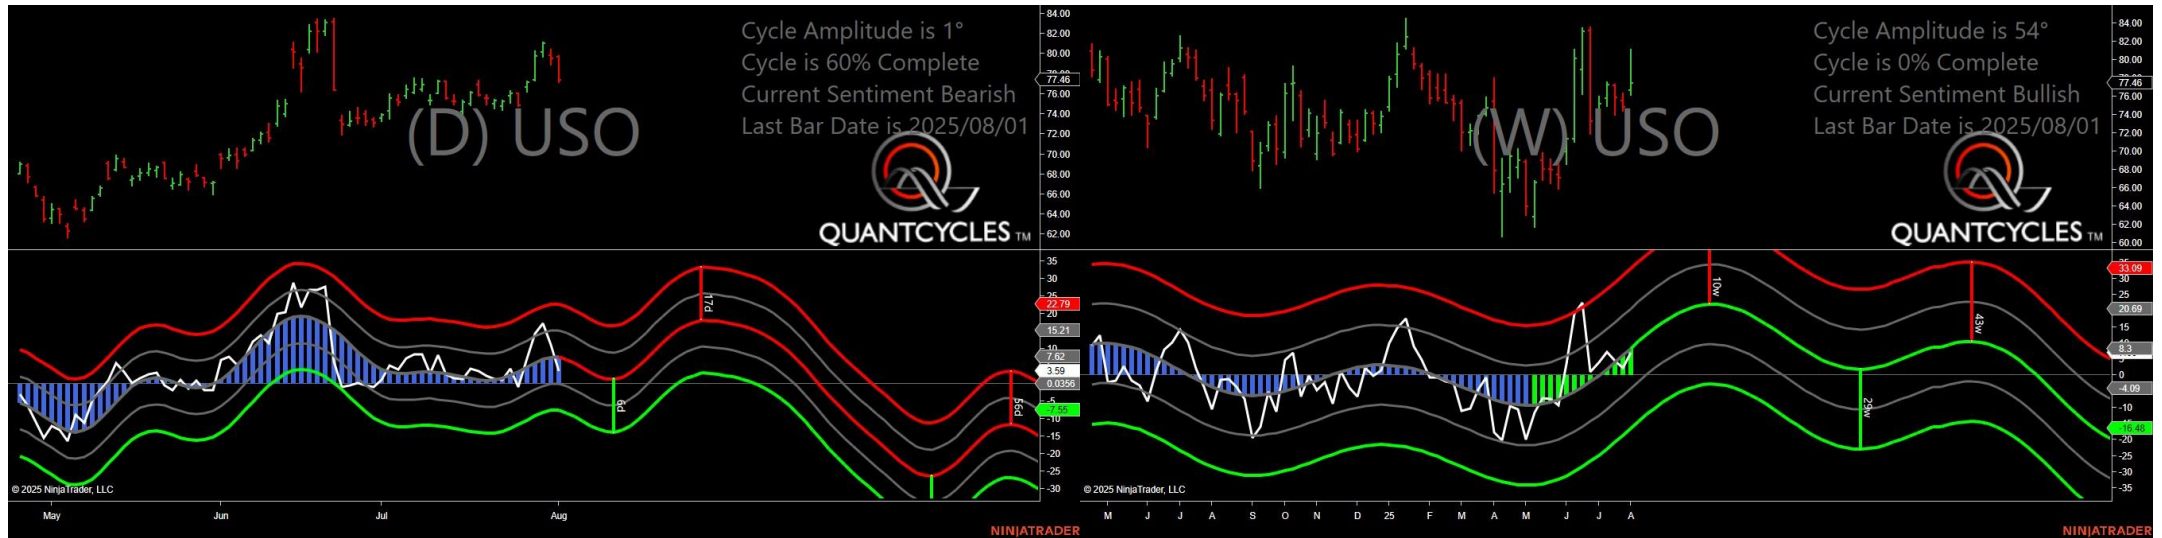 Cycle Amplitude is 1°
Cycle is 60% Complete
Current Sentiment Bearish
Last Bar Date is 2025/08/01
(D) USO
QUANTCYCLES TM
84.00
82.00
80.00
77.46
76.00
74.00
72.00
70.00
68.00
66.00
64.00
62.00
35
30
25
22.79
20
15.21
10
7.62
3.59
0.0356
-5
-7.55
-10
-15
-20
-25
-30
17d
6d
56d
© 2025 NinjaTrader, LLC
May Jun Jul Aug
NINJATRADER
Cycle Amplitude is 54°
Cycle is 0% Complete
Current Sentiment Bullish
Last Bar Date is 2025/08/01
(W) USO
QUANTCYCLES TM
84.00
82.00
80.00
77.46
76.00
74.00
72.00
70.00
68.00
66.00
64.00
62.00
60.00
33.09
30
25
20.69
15
10
8.3
5
0
-4.09
-10
-16.48
-20
-25
-30
-35
10w
29w
43w
© 2025 NinjaTrader, LLC
M J J A S O N D 25 F M A M J J A
NINJATRADER